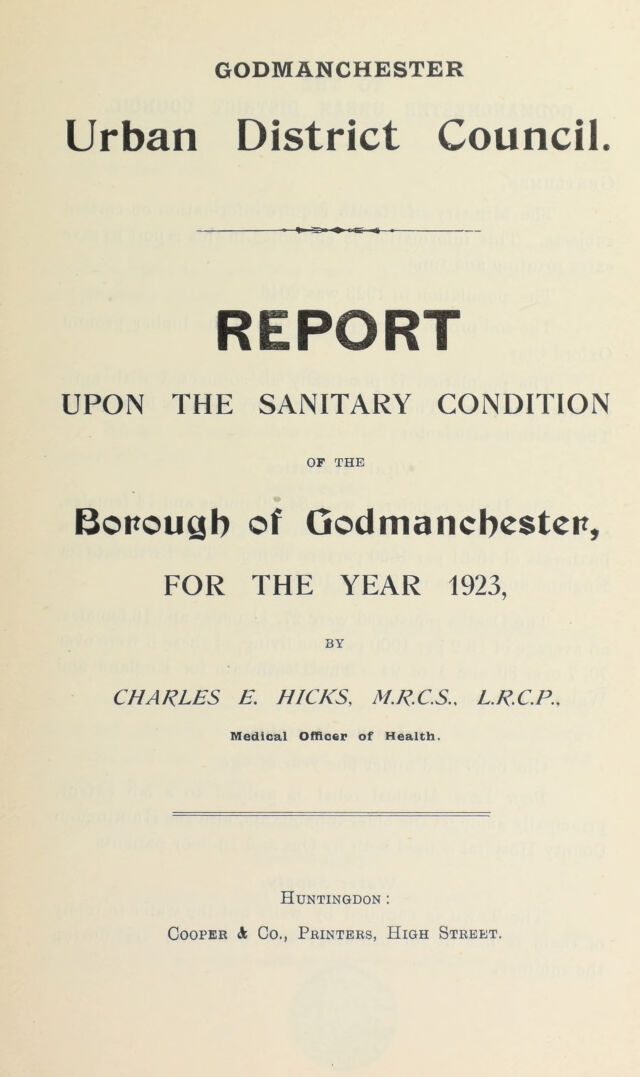 GODMANCHESTER
Urban District Council.
REPORT
UPON THE SANITARY CONDITION
OF THE
Borough of Godmanchester,
FOR THE YEAR 1923,
BY
CHARLES E. HICKS, M.R.C.S., L.R.C.P.,
Medical Officer of Health.
HUNTINGDON:
COOPER & CO., PRINTERS, HIGH STREET.